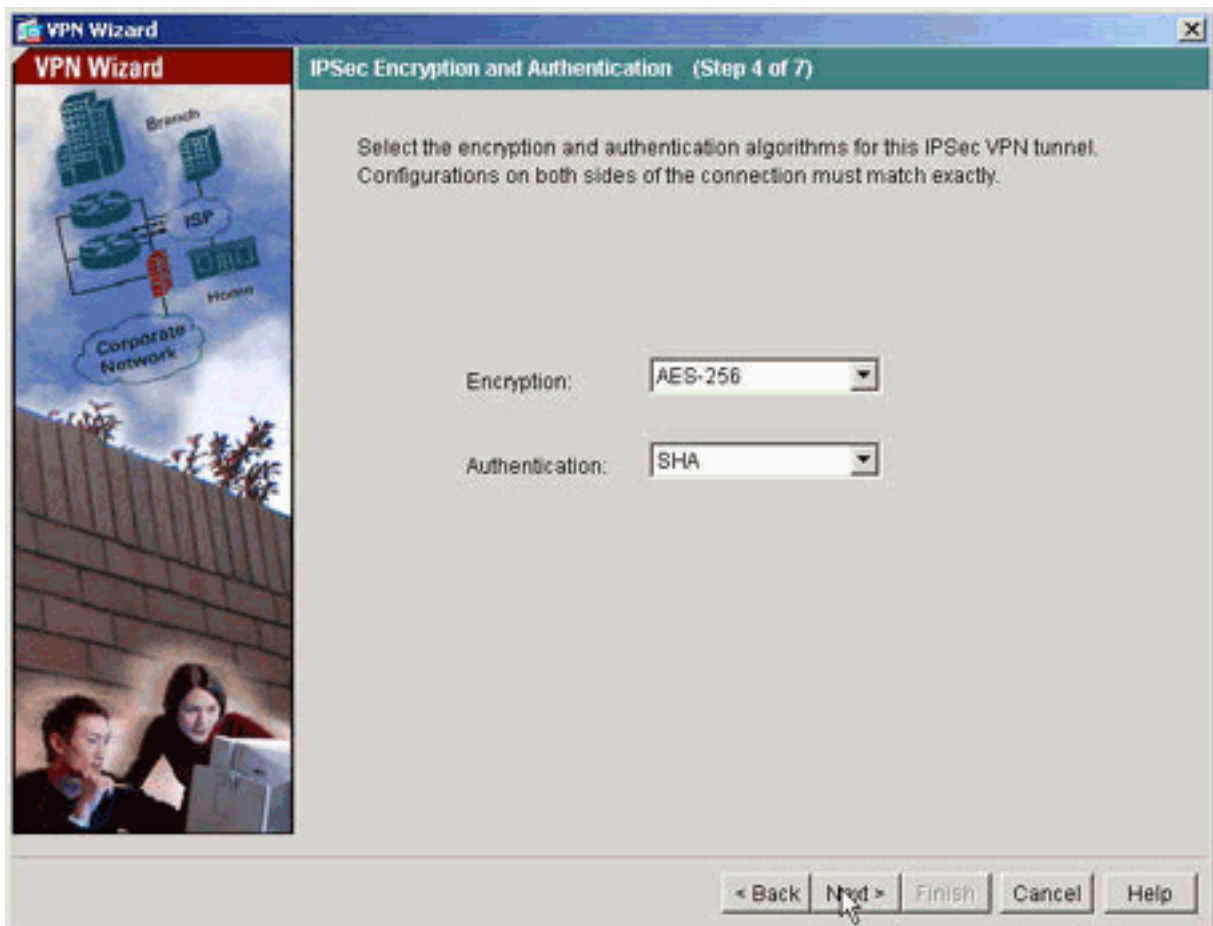 VPN Wizard
VPN Wizard
IPSec Encryption and Authentication (Step 4 of 7)
Branch
ISP
Home
Corporate
Network
Select the encryption and authentication algorithms for this IPSec VPN tunnel.
Configurations on both sides of the connection must match exactly.
Encryption: AES-256
Authentication: SHA
< Back Next > Finish Cancel Help